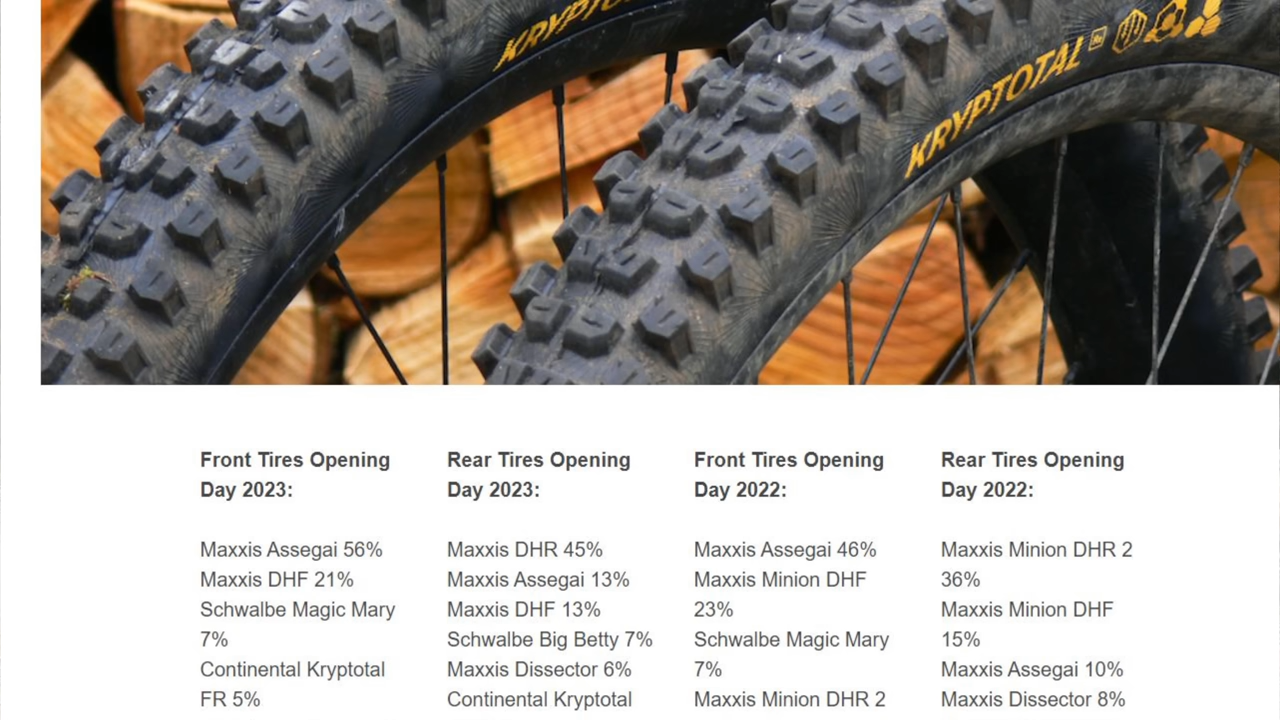 KRYPTOTAL
Front Tires Opening
Day 2023:
Maxxis Assegai 56%
Maxxis DHF 21%
Schwalbe Magic Mary
7%
Continental Kryptotal
FR 5%
Rear Tires Opening
Day 2023:
Maxxis DHR 45%
Maxxis Assegai 13%
Maxxis DHF 13%
Schwalbe Big Betty 7%
Maxxis Dissector 6%
Continental Kryptotal
Front Tires Opening
Day 2022:
Maxxis Assegai 46%
Maxxis Minion DHF
23%
Schwalbe Magic Mary
7%
Maxxis Minion DHR 2
Rear Tires Opening
Day 2022:
Maxxis Minion DHR 2
36%
Maxxis Minion DHF
15%
Maxxis Assegai 10%
Maxxis Dissector 8%